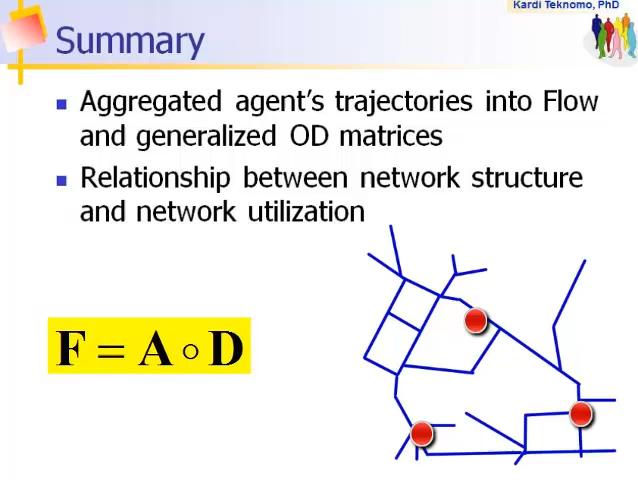 Kardi Teknomo, PhD
Summary
Aggregated agent's trajectories into Flow
and generalized OD matrices
Relationship between network structure
and network utilization
F = A ∘ D